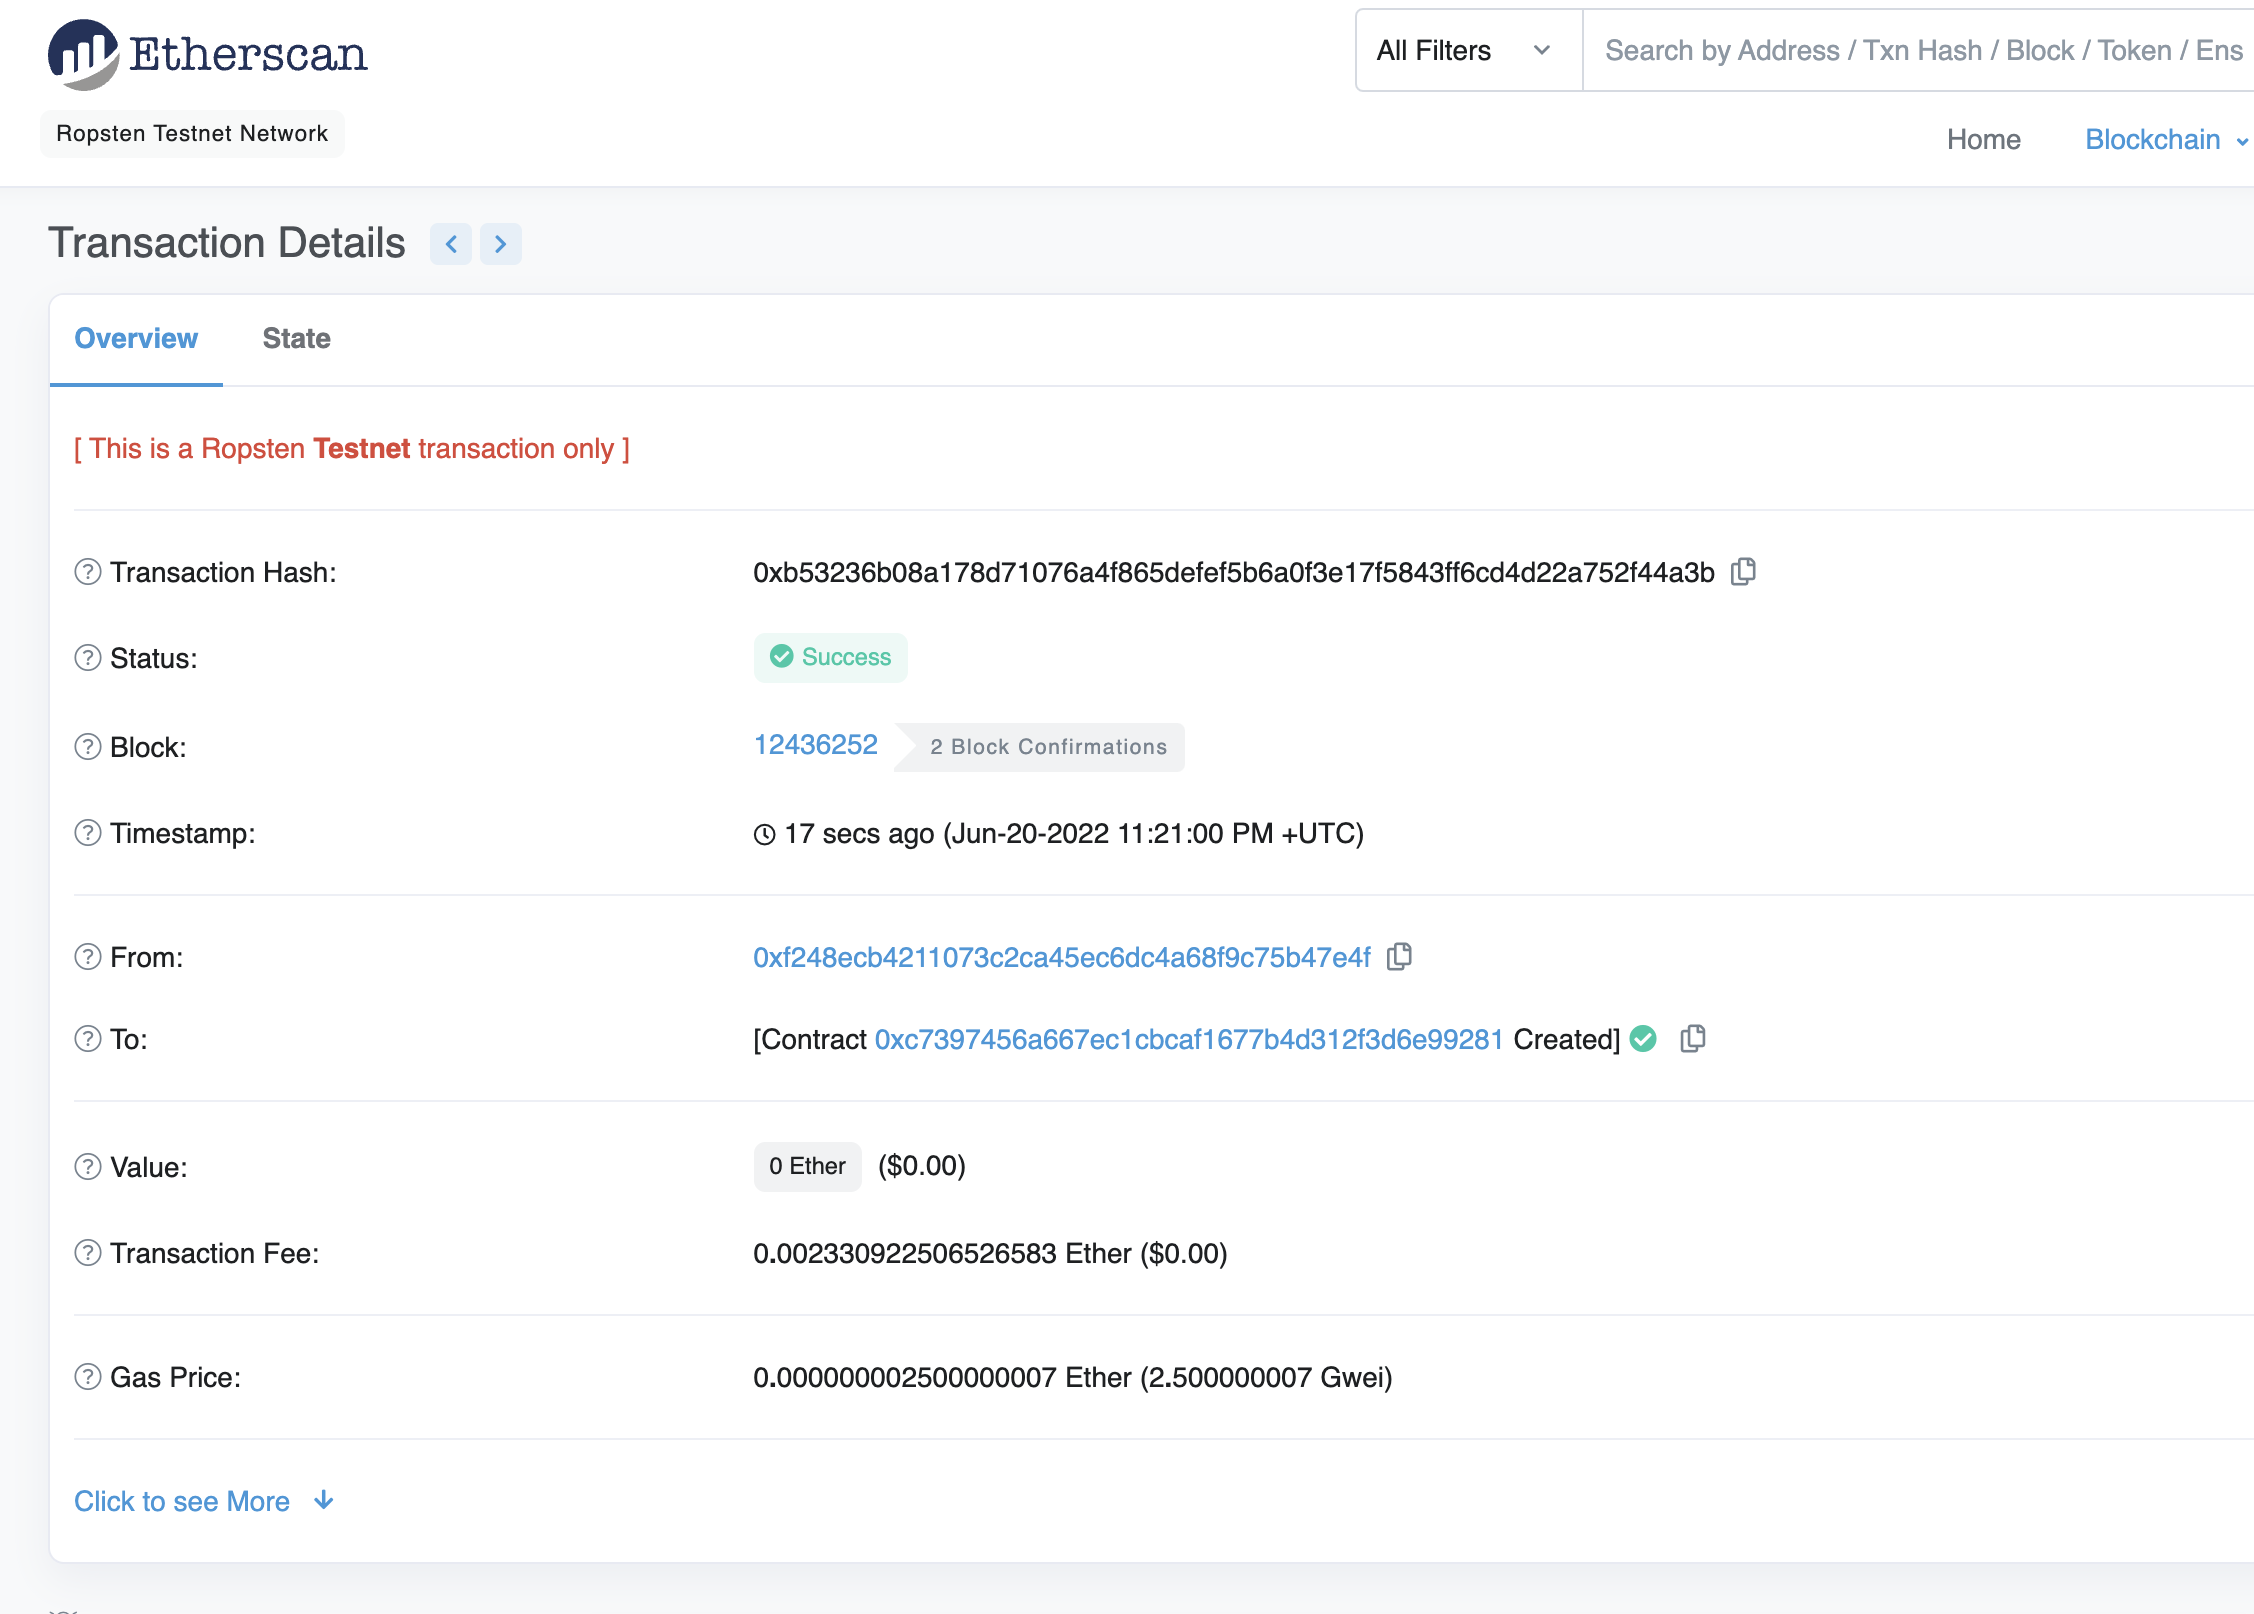 Etherscan
All Filters
Search by Address / Txn Hash / Block / Token / Ens
Ropsten Testnet Network
Home
Blockchain
Transaction Details
Overview
State
[ This is a Ropsten Testnet transaction only ]
Transaction Hash:
0xb53236b08a178d71076a4f865defef5b6a0f3e17f5843ff6cd4d22a752f44a3b
Status:
Success
Block:
12436252
2 Block Confirmations
Timestamp:
17 secs ago (Jun-20-2022 11:21:00 PM +UTC)
From:
0xf248ecb4211073c2ca45ec6dc4a68f9c75b47e4f
To:
[Contract 0xc7397456a667ec1cbcaf1677b4d312f3d6e99281 Created]
Value:
0 Ether ($0.00)
Transaction Fee:
0.002330922506526583 Ether ($0.00)
Gas Price:
0.000000002500000007 Ether (2.500000007 Gwei)
Click to see More